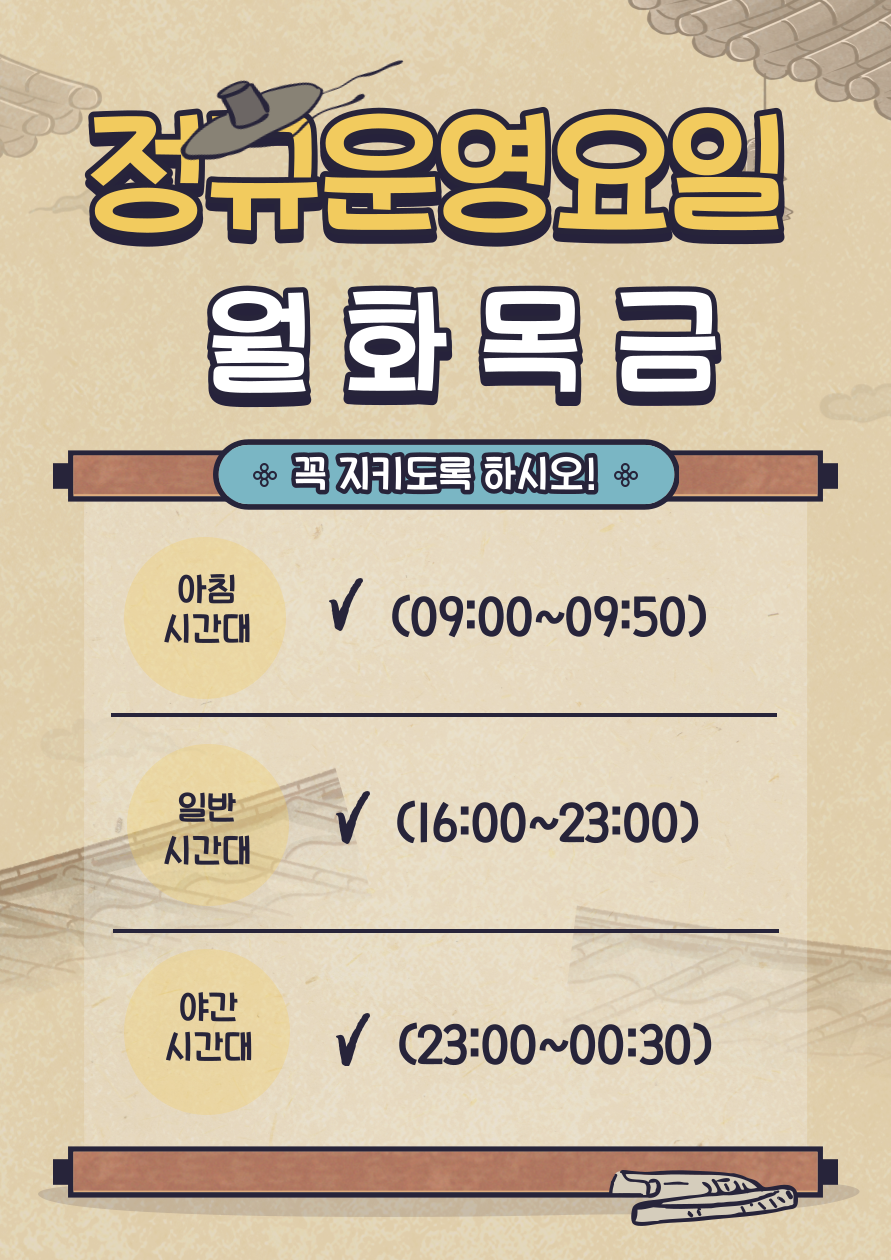 정규운영요일
월 화 목 금
꼭 지키도록 하시오!
아침
시간대
(09:00~09:50)
일반
시간대
(16:00~23:00)
야간
시간대
(23:00~00:30)